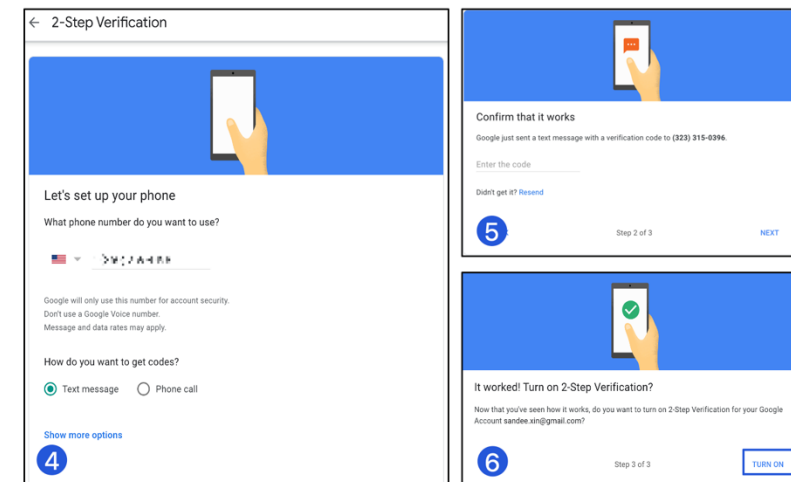 ← 2-Step Verification
Let's set up your phone
What phone number do you want to use?
Google will only use this number for account security.
Don't use a Google Voice number.
Message and data rates may apply.
How do you want to get codes?
Text message Phone call
Show more options
4
Confirm that it works
Google just sent a text message with a verification code to (323) 315-0396.
Enter the code
Didn't get it? Resend
5 Step 2 of 3 NEXT
It worked! Turn on 2-Step Verification?
Now that you've seen how it works, do you want to turn on 2-Step Verification for your Google
Account sandee.xin@gmail.com?
6 Step 3 of 3 TURN ON